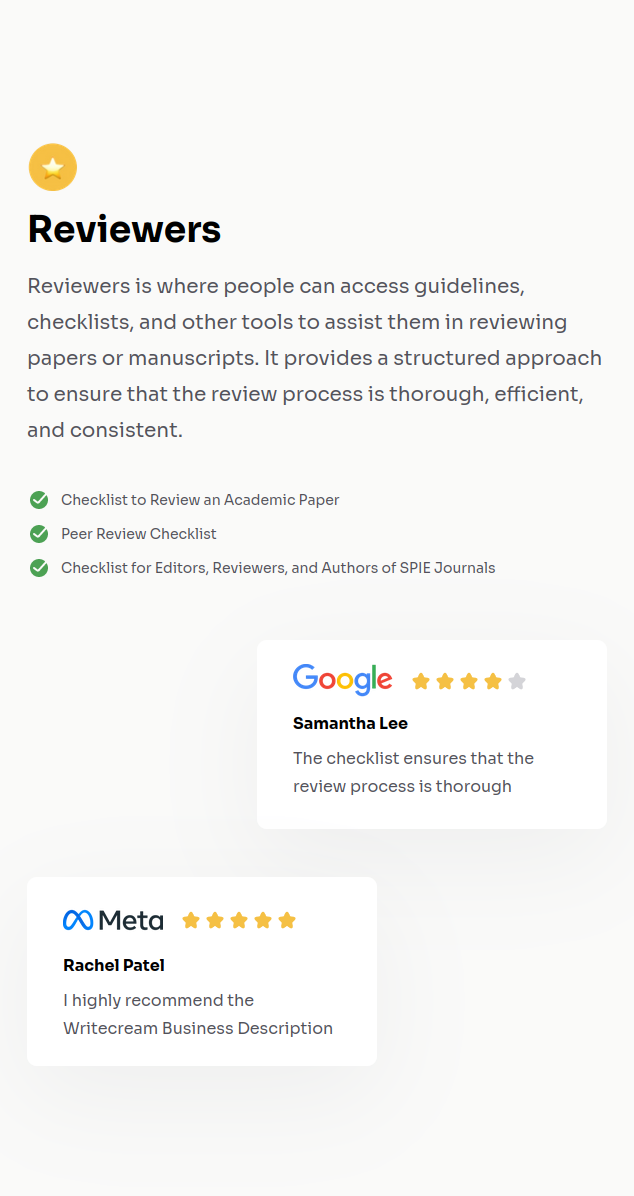 Reviewers
Reviewers is where people can access guidelines,
checklists, and other tools to assist them in reviewing
papers or manuscripts. It provides a structured approach
to ensure that the review process is thorough, efficient,
and consistent.
Checklist to Review an Academic Paper
Peer Review Checklist
Checklist for Editors, Reviewers, and Authors of SPIE Journals
Google
Samantha Lee
The checklist ensures that the
review process is thorough
Meta
Rachel Patel
I highly recommend the
Writecream Business Description